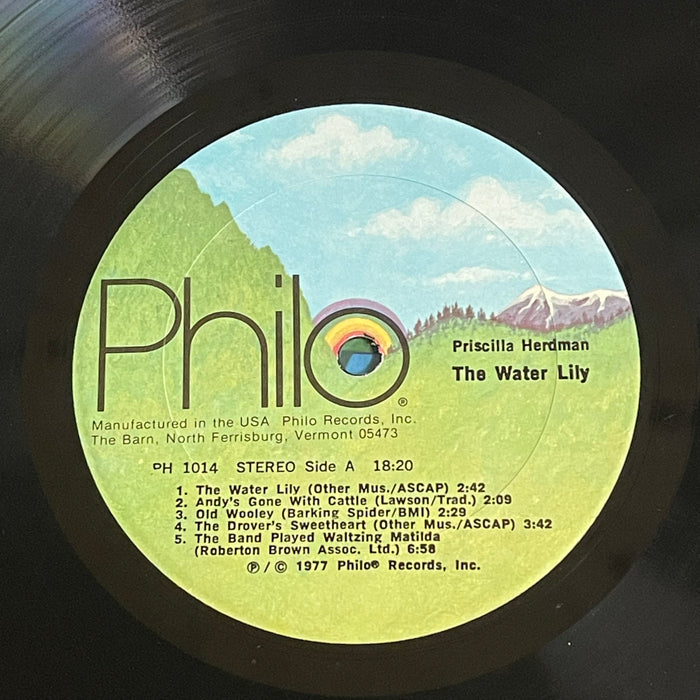 Philo®
Priscilla Herdman
The Water Lily
Manufactured in the USA Philo Records, Inc.
The Barn, North Ferrisburg, Vermont 05473
PH 1014 STEREO Side A 18:20
1. The Water Lily (Other Mus./ASCAP) 2:42
2. Andy's Gone With Cattle (Lawson/Trad.) 2:09
3. Old Wooley (Barking Spider/BMI) 2:29
4. The Drover's Sweetheart (Other Mus./ASCAP) 3:42
5. The Band Played Waltzing Matilda
(Roberton Brown Assoc. Ltd.) 6:58
℗/© 1977 Philo® Records, Inc.